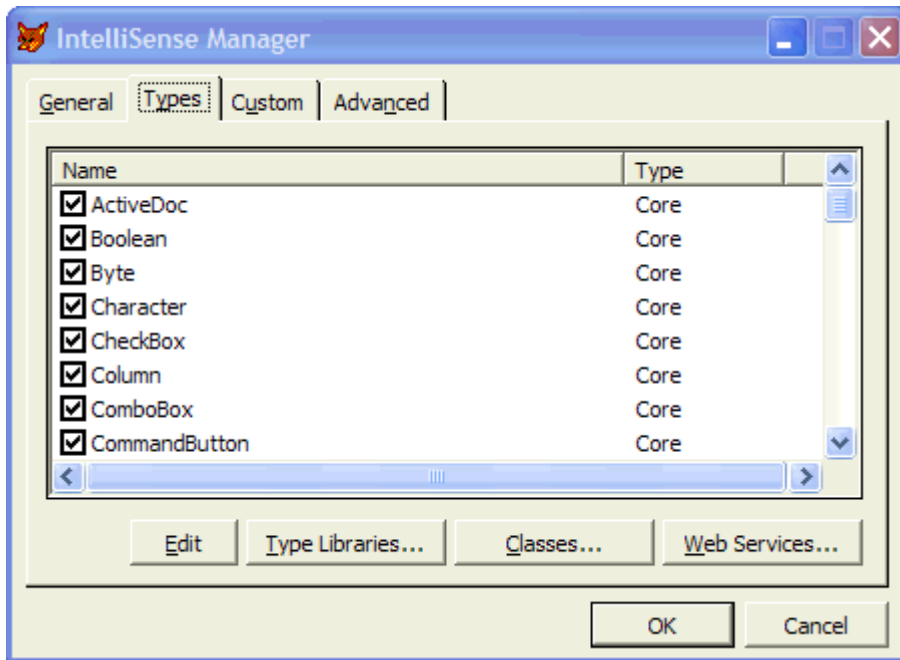 IntelliSense Manager
General Types Custom Advanced
Name Type
ActiveDoc Core
Boolean Core
Byte Core
Character Core
CheckBox Core
Column Core
ComboBox Core
CommandButton Core
Edit Type Libraries... Classes... Web Services...
OK Cancel